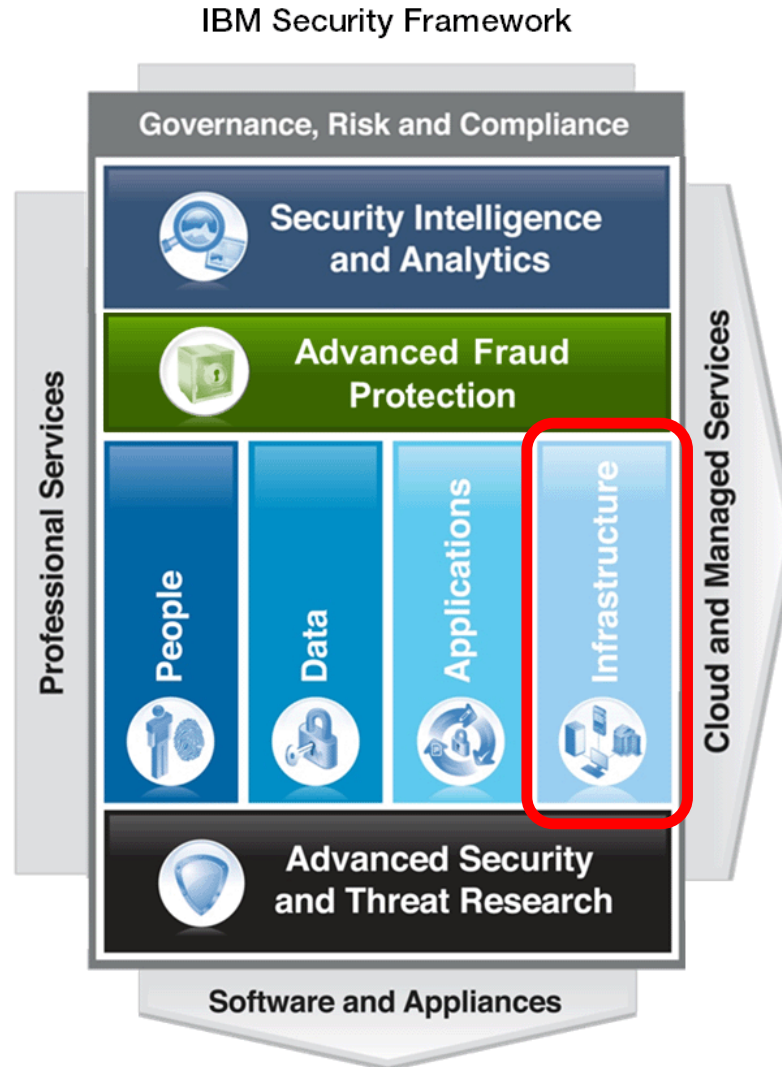 IBM Security Framework
Governance, Risk and Compliance
Security Intelligence
and Analytics
Advanced Fraud
Protection
Professional Services
People
Data
Applications
Infrastructure
Cloud and Managed Services
Advanced Security
and Threat Research
Software and Appliances